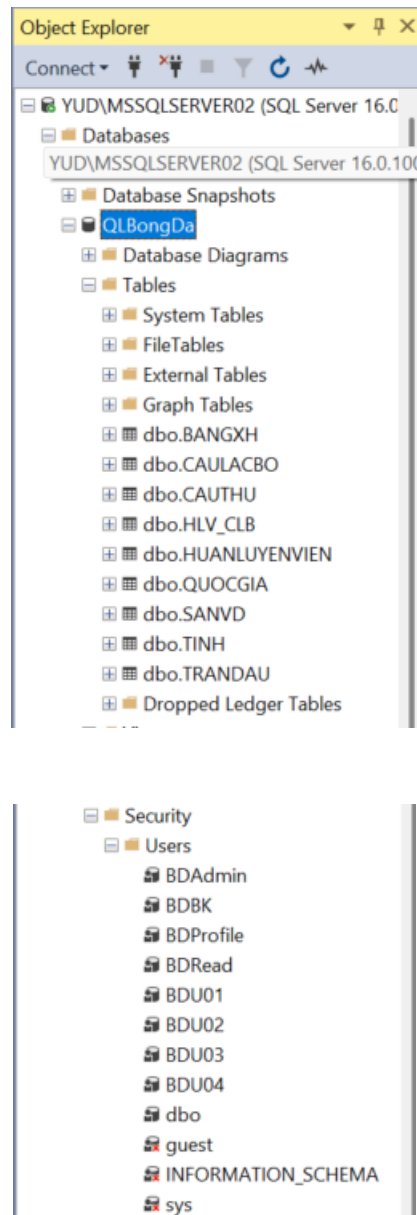 Object Explorer
Connect
YUD\MSSQLSERVER02 (SQL Server 16.0
Databases
YUD\MSSQLSERVER02 (SQL Server 16.0.100
Database Snapshots
QLBongDa
Database Diagrams
Tables
System Tables
FileTables
External Tables
Graph Tables
dbo.BANGXH
dbo.CAULACBO
dbo.CAUTHU
dbo.HLV_CLB
dbo.HUANLUYENVIEN
dbo.QUOCGIA
dbo.SANVD
dbo.TINH
dbo.TRANDAU
Dropped Ledger Tables
Security
Users
BDAdmin
BDBK
BDProfile
BDRead
BDU01
BDU02
BDU03
BDU04
dbo
guest
INFORMATION_SCHEMA
sys